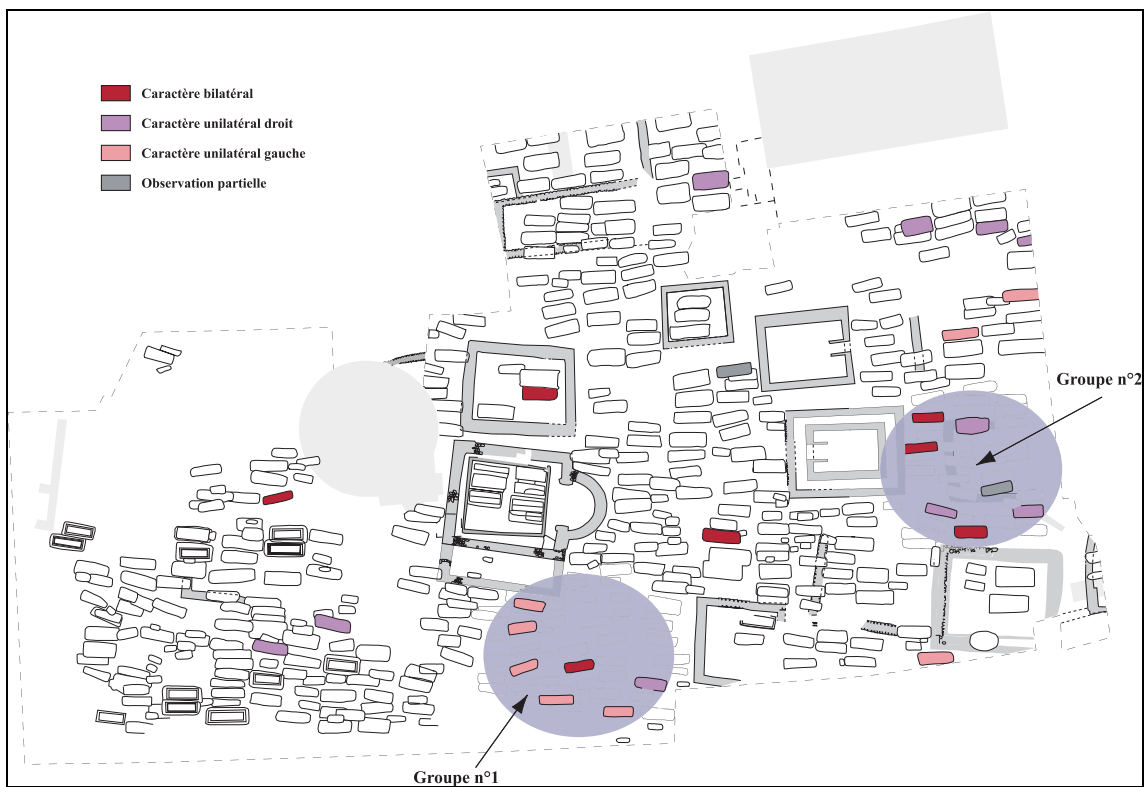 Caractère bilatéral
Caractère unilatéral droit
Caractère unilatéral gauche
Observation partielle
Groupe n°2
Groupe n°1